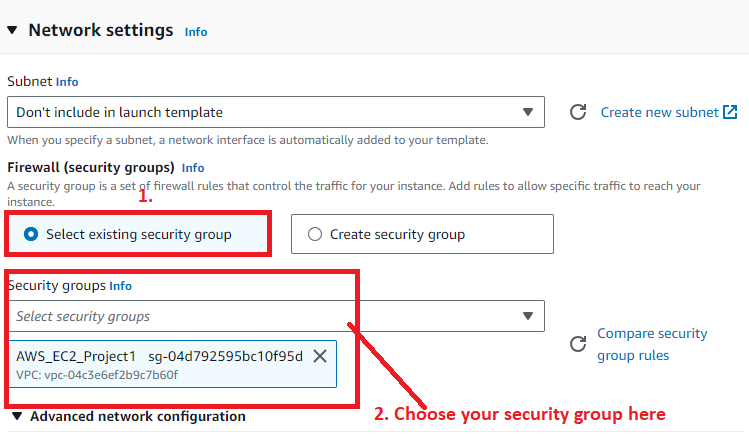 Network settings Info
Subnet Info
Don't include in launch template
Create new subnet
When you specify a subnet, a network interface is automatically added to your template.
Firewall (security groups) Info
A security group is a set of firewall rules that control the traffic for your instance. Add rules to allow specific traffic to reach your
instance.
1.
Select existing security group
Create security group
Security groups Info
Select security groups
Compare security
group rules
AWS_EC2_Project1 sg-04d792595bc10f95d
VPC: vpc-04c3e6ef2b9c7b60f
2. Choose your security group here
Advanced network configuration